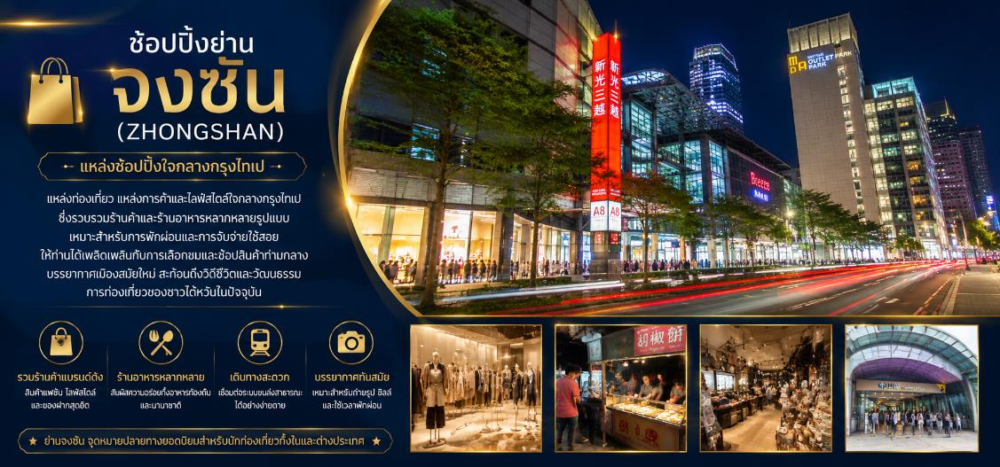 ช้อปปิ้งย่าน
จงซัน
(ZHONGSHAN)
แหล่งช้อปปิ้งใจกลางกรุงไทเป
แหล่งท่องเที่ยว แหล่งการค้าและไลฟ์สไตล์ใจกลางกรุงไทเป
ซึ่งรวบรวมร้านค้าและร้านอาหารหลากหลายรูปแบบ
เหมาะสำหรับการพักผ่อนและการจับจ่ายใช้สอย
ให้ท่านได้เพลิดเพลินกับการเลือกชมและช้อปสินค้าท่ามกลาง
บรรยากาศเมืองสมัยใหม่ สะท้อนถึงวิถีชีวิตและวัฒนธรรม
การท่องเที่ยวของชาวไต้หวันในปัจจุบัน
รวมร้านค้าแบรนด์ดัง
สินค้าแฟชั่น ไลฟ์สไตล์
และของฝากสุดฮิต
ร้านอาหารหลากหลาย
สัมผัสความอร่อยทั้งอาหารท้องถิ่น
และนานาชาติ
เดินทางสะดวก
เชื่อมต่อระบบขนส่งสาธารณะ
ได้อย่างง่ายดาย
บรรยากาศทันสมัย
เหมาะสำหรับถ่ายรูป ชิลล์
และใช้เวลาพักผ่อน
ย่านจงซัน จุดหมายปลายทางยอดนิยมสำหรับนักท่องเที่ยวทั้งในและต่างประเทศ
新光三越
新光三越
A8
A8
Breeze
OUTLET PARK
PARK
胡椒餅